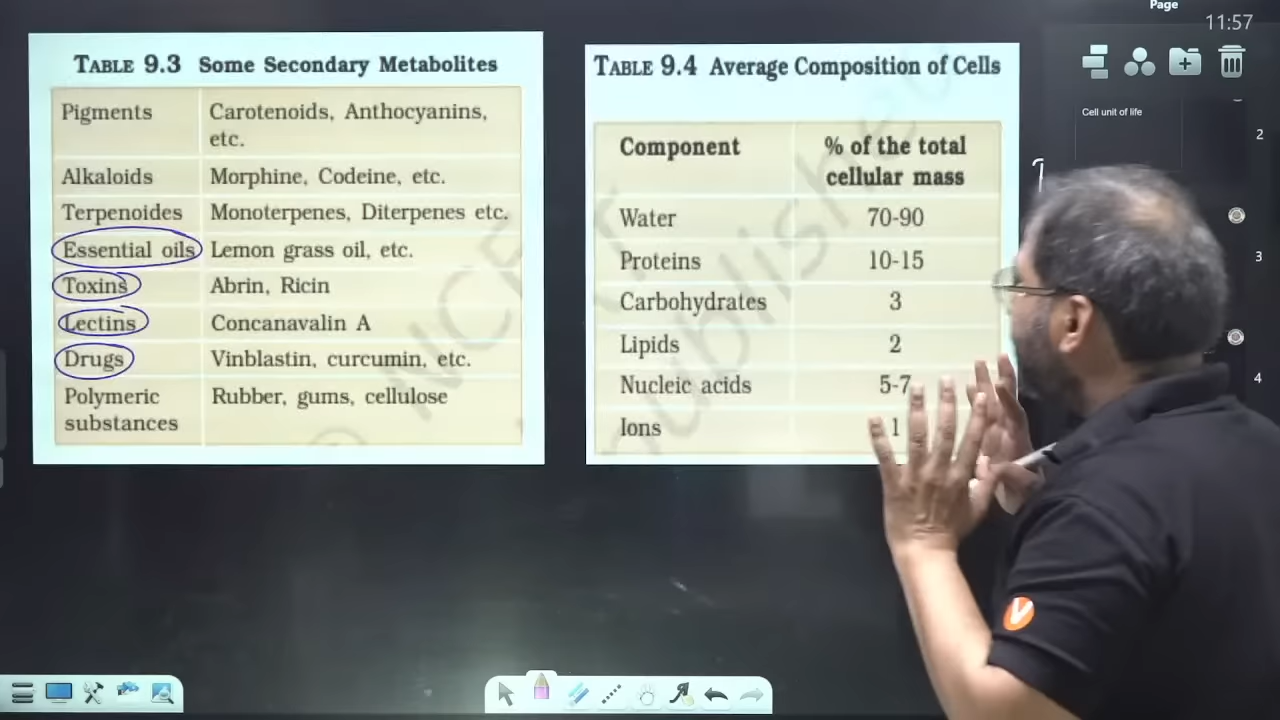 Page
11:57
Cell unit of life
2
3
4
TABLE 9.3 Some Secondary Metabolites
Pigments Carotenoids, Anthocyanins,
etc.
Alkaloids Morphine, Codeine, etc.
Terpenoides Monoterpenes, Diterpenes etc.
Essential oils Lemon grass oil, etc.
Toxins Abrin, Ricin
Lectins Concanavalin A
Drugs Vinblastin, curcumin, etc.
Polymeric Rubber, gums, cellulose
substances
TABLE 9.4 Average Composition of Cells
Component % of the total
cellular mass
Water 70-90
Proteins 10-15
Carbohydrates 3
Lipids 2
Nucleic acids 5-7
Ions 1